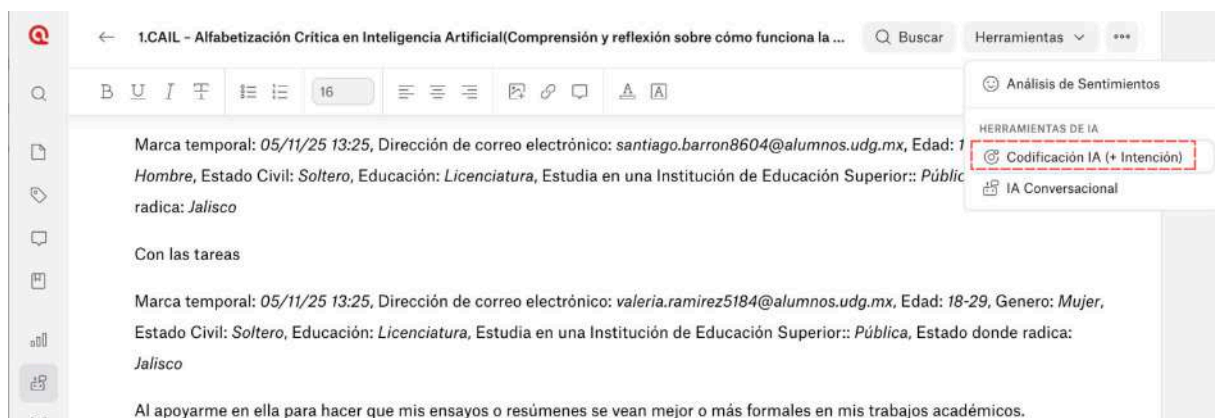 1.CAIL – Alfabetización Crítica en Inteligencia Artificial(Comprensión y reflexión sobre cómo funciona la ...
Buscar
Herramientas
B U I T 16 A A
Análisis de Sentimientos
HERRAMIENTAS DE IA
Codificación IA (+ Intención)
IA Conversacional
Marca temporal: 05/11/25 13:25, Dirección de correo electrónico: santiago.barron8604@alumnos.udg.mx, Edad: 1
Hombre, Estado Civil: Soltero, Educación: Licenciatura, Estudia en una Institución de Educación Superior:: Públic
radica: Jalisco
Con las tareas
Marca temporal: 05/11/25 13:25, Dirección de correo electrónico: valeria.ramirez5184@alumnos.udg.mx, Edad: 18-29, Genero: Mujer,
Estado Civil: Soltero, Educación: Licenciatura, Estudia en una Institución de Educación Superior:: Pública, Estado donde radica:
Jalisco
Al apoyarme en ella para hacer que mis ensayos o resúmenes se vean mejor o más formales en mis trabajos académicos.